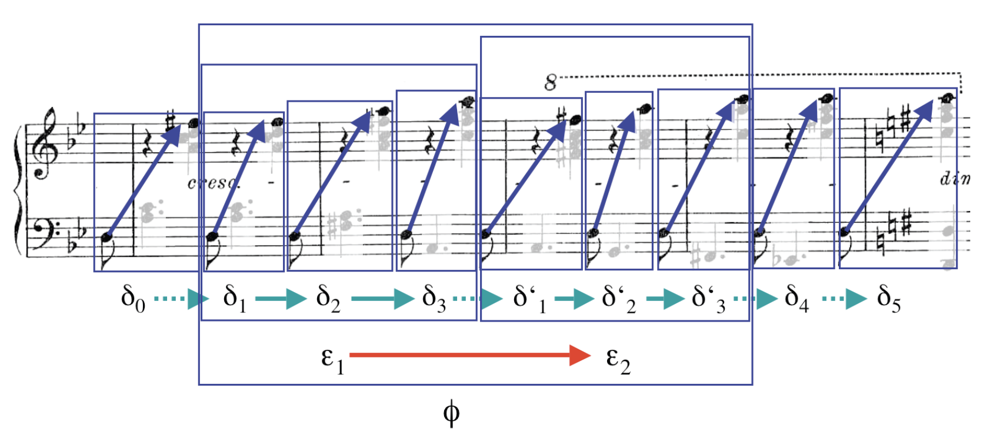 8
cresc. - - - - - - - dim
δ0 δ1 δ2 δ3 δ‘1 δ‘2 δ‘3 δ4 δ5
ε1 ε2
ϕ